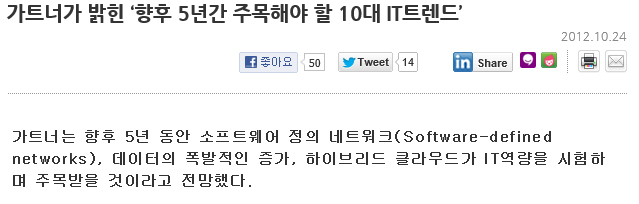 가트너가 밝힌 ‘향후 5년간 주목해야 할 10대 IT트렌드’
2012.10.24
좋아요 50 Tweet 14 in Share
가트너는 향후 5년 동안 소프트웨어 정의 네트워크(Software-defined
networks), 데이터의 폭발적인 증가, 하이브리드 클라우드가 IT역량을 시험하
며 주목받을 것이라고 전망했다.